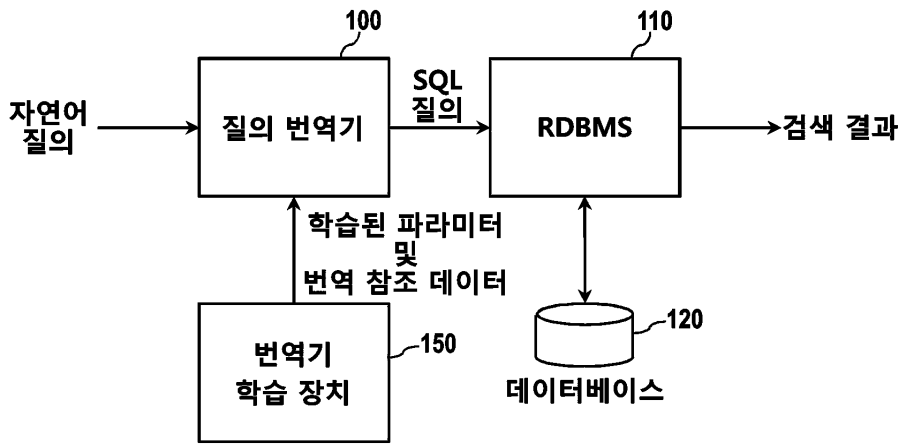 100
110
자연어
질의
질의 번역기
SQL
질의
RDBMS
검색 결과
학습된 파라미터
및
번역 참조 데이터
번역기
학습 장치
150
120
데이터베이스